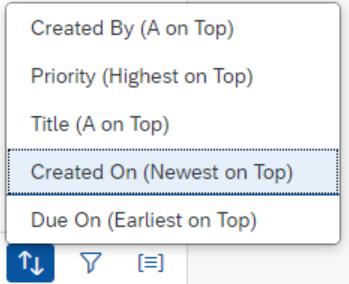 Created By (A on Top)
Priority (Highest on Top)
Title (A on Top)
Created On (Newest on Top)
Due On (Earliest on Top)